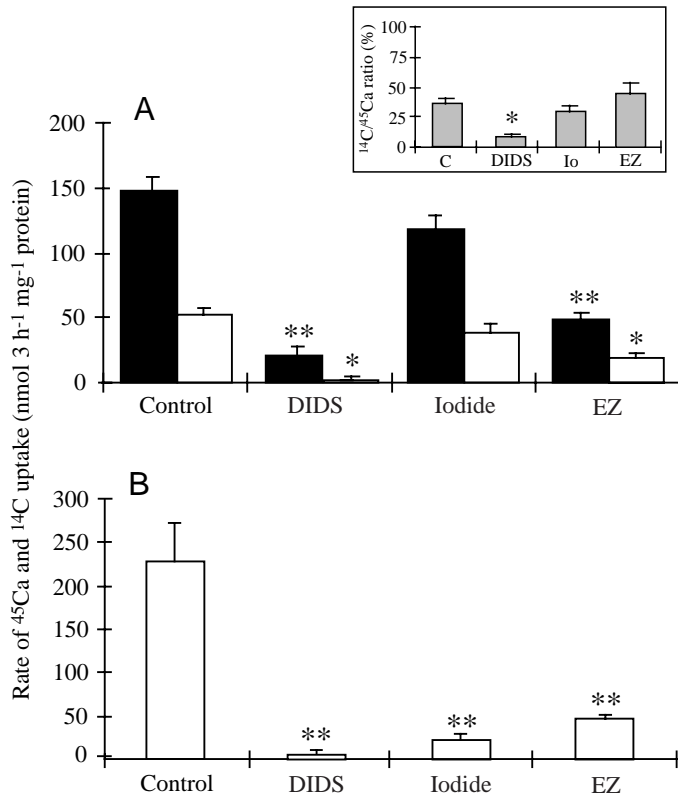 ¹⁴C/⁴⁵Ca ratio (%)
100
75
50
25
0
*
C DIDS Io EZ
A
Rate of ⁴⁵Ca and ¹⁴C uptake (nmol 3 h⁻¹ mg⁻¹ protein)
200
150
100
50
0
** * ** *
Control DIDS Iodide EZ
B
300
250
200
150
100
50
0
** ** **
Control DIDS Iodide EZ